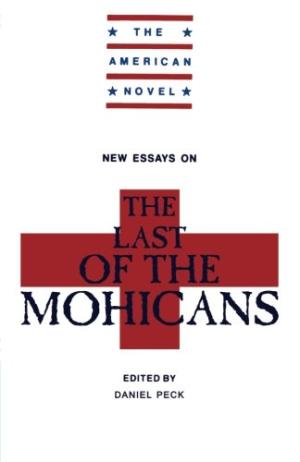 ★ THE ★
AMERICAN
★ NOVEL ★
NEW ESSAYS ON
THE
LAST
OF THE
MOHICANS
EDITED BY
DANIEL PECK